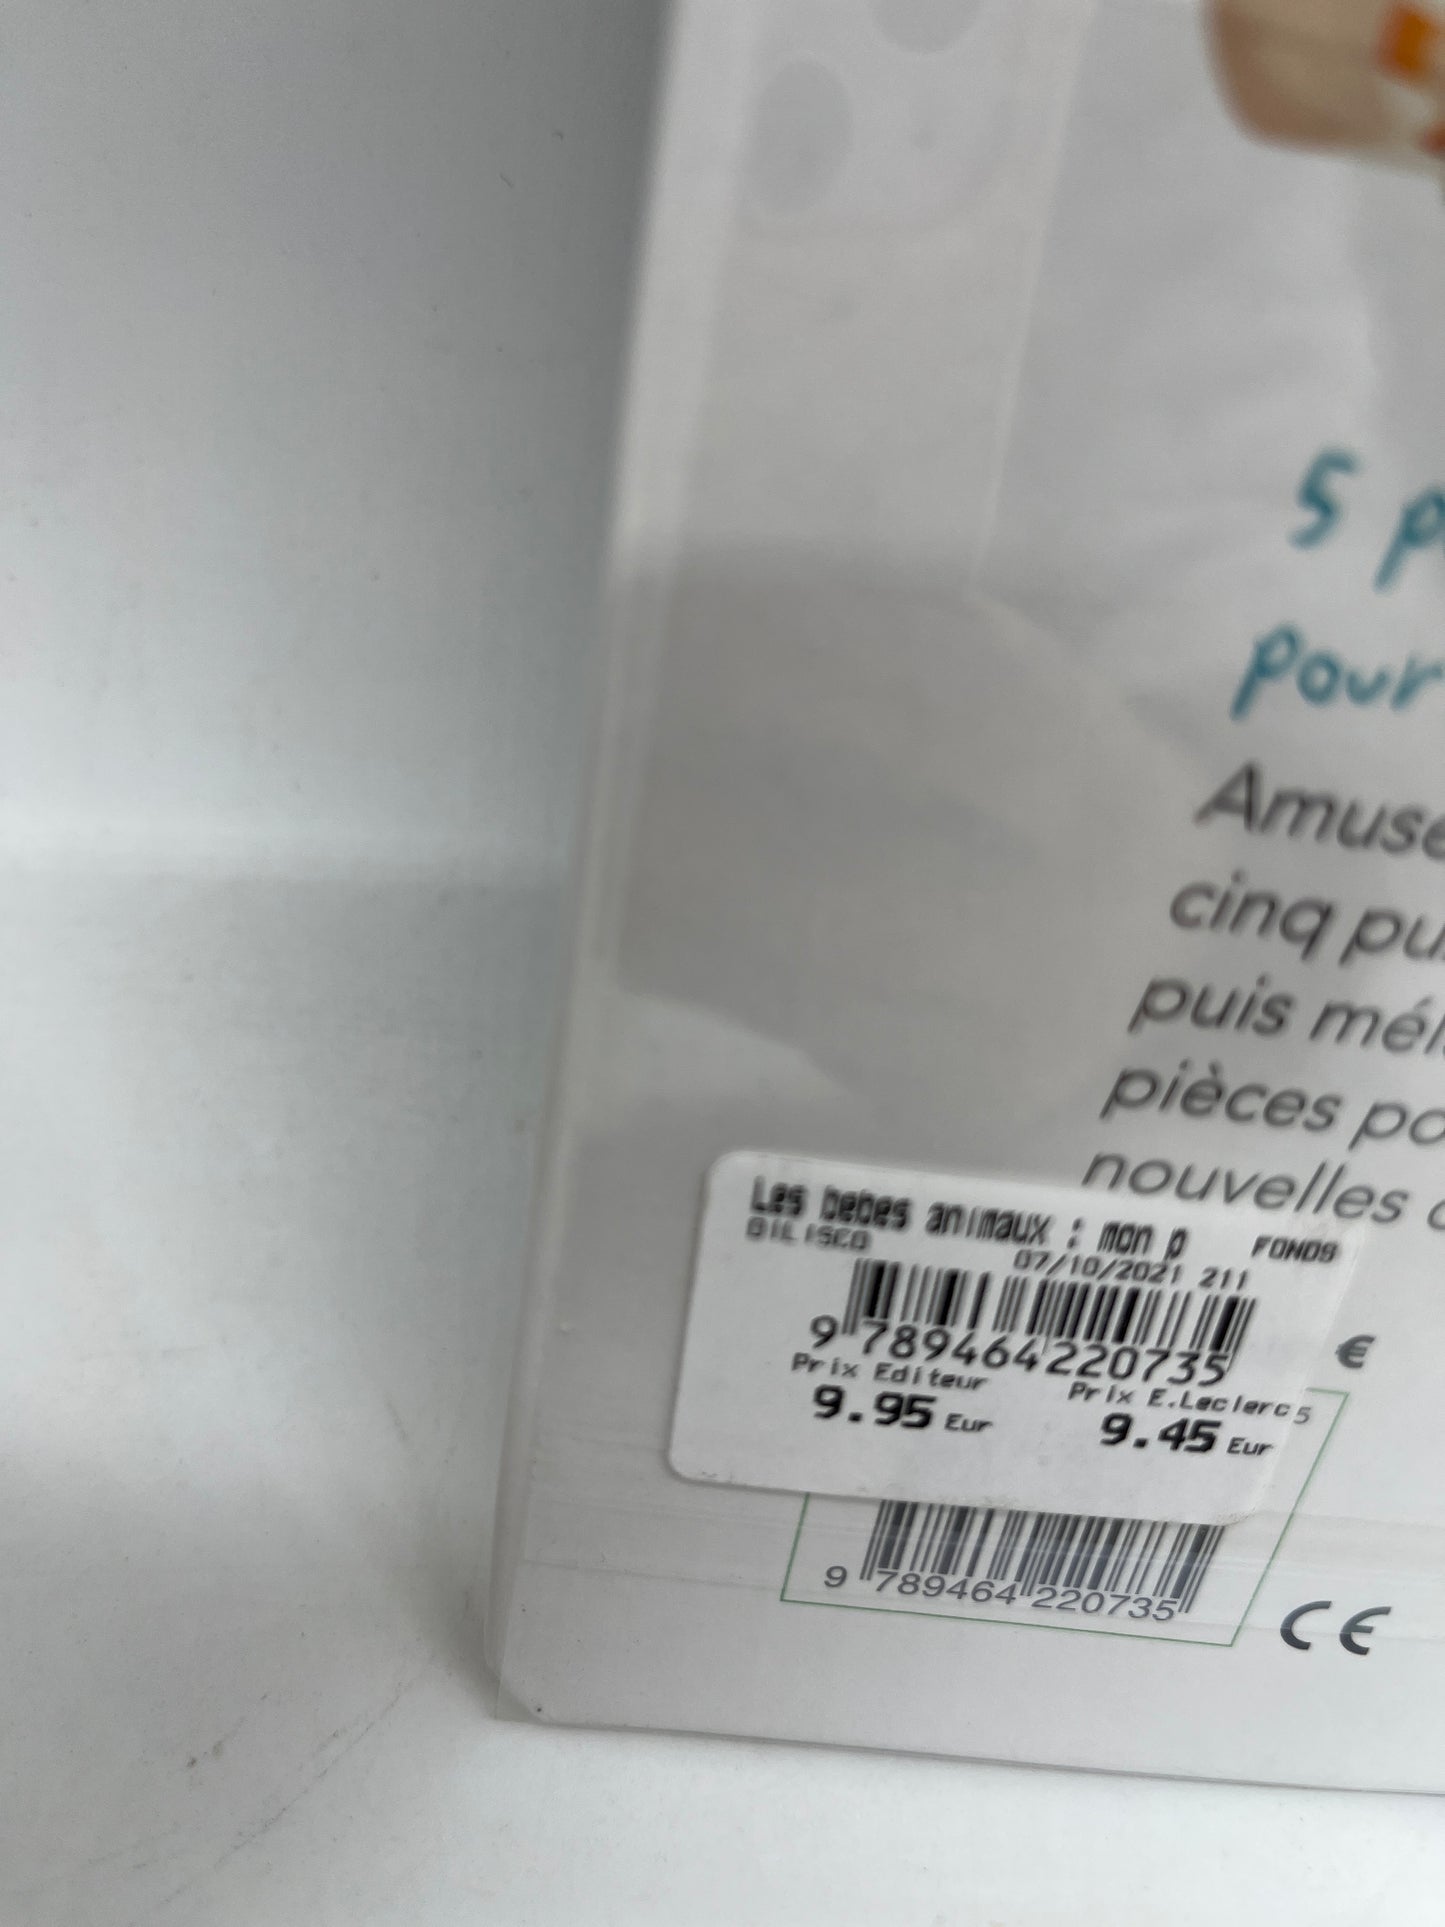 5 p
pour
Amuse
cinq pu
puis mél
pièces po
nouvelles
Les bebes animaux : mon p FONDS
DILISCO
07/10/2021 211
9 789464 220735
€
Prix Editeur Prix E.Leclerc
5
9.95 Eur 9.45 Eur
9 789464 220735
CE